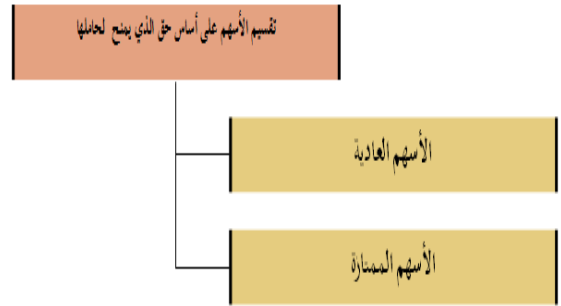 تقسيم الأسهم على أساس حق الذي يمنح لحاملها
الأسهم العادية
الأسهم الممتازة